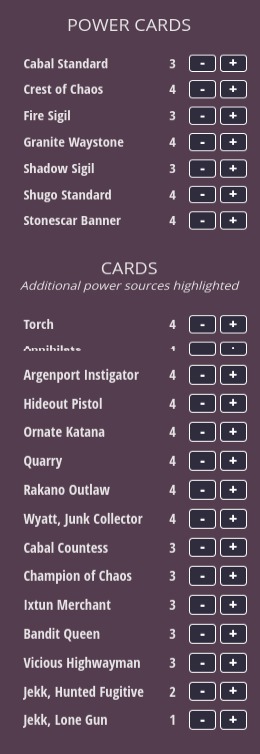 POWER CARDS
Cabal Standard 3 - +
Crest of Chaos 4 - +
Fire Sigil 3 - +
Granite Waystone 4 - +
Shadow Sigil 3 - +
Shugo Standard 4 - +
Stonescar Banner 4 - +
CARDS
Additional power sources highlighted
Torch 4 - +
Argenport Instigator 4 - +
Hideout Pistol 4 - +
Ornate Katana 4 - +
Quarry 4 - +
Rakano Outlaw 4 - +
Wyatt, Junk Collector 4 - +
Cabal Countess 3 - +
Champion of Chaos 3 - +
Ixtun Merchant 3 - +
Bandit Queen 3 - +
Vicious Highwayman 3 - +
Jekk, Hunted Fugitive 2 - +
Jekk, Lone Gun 1 - +